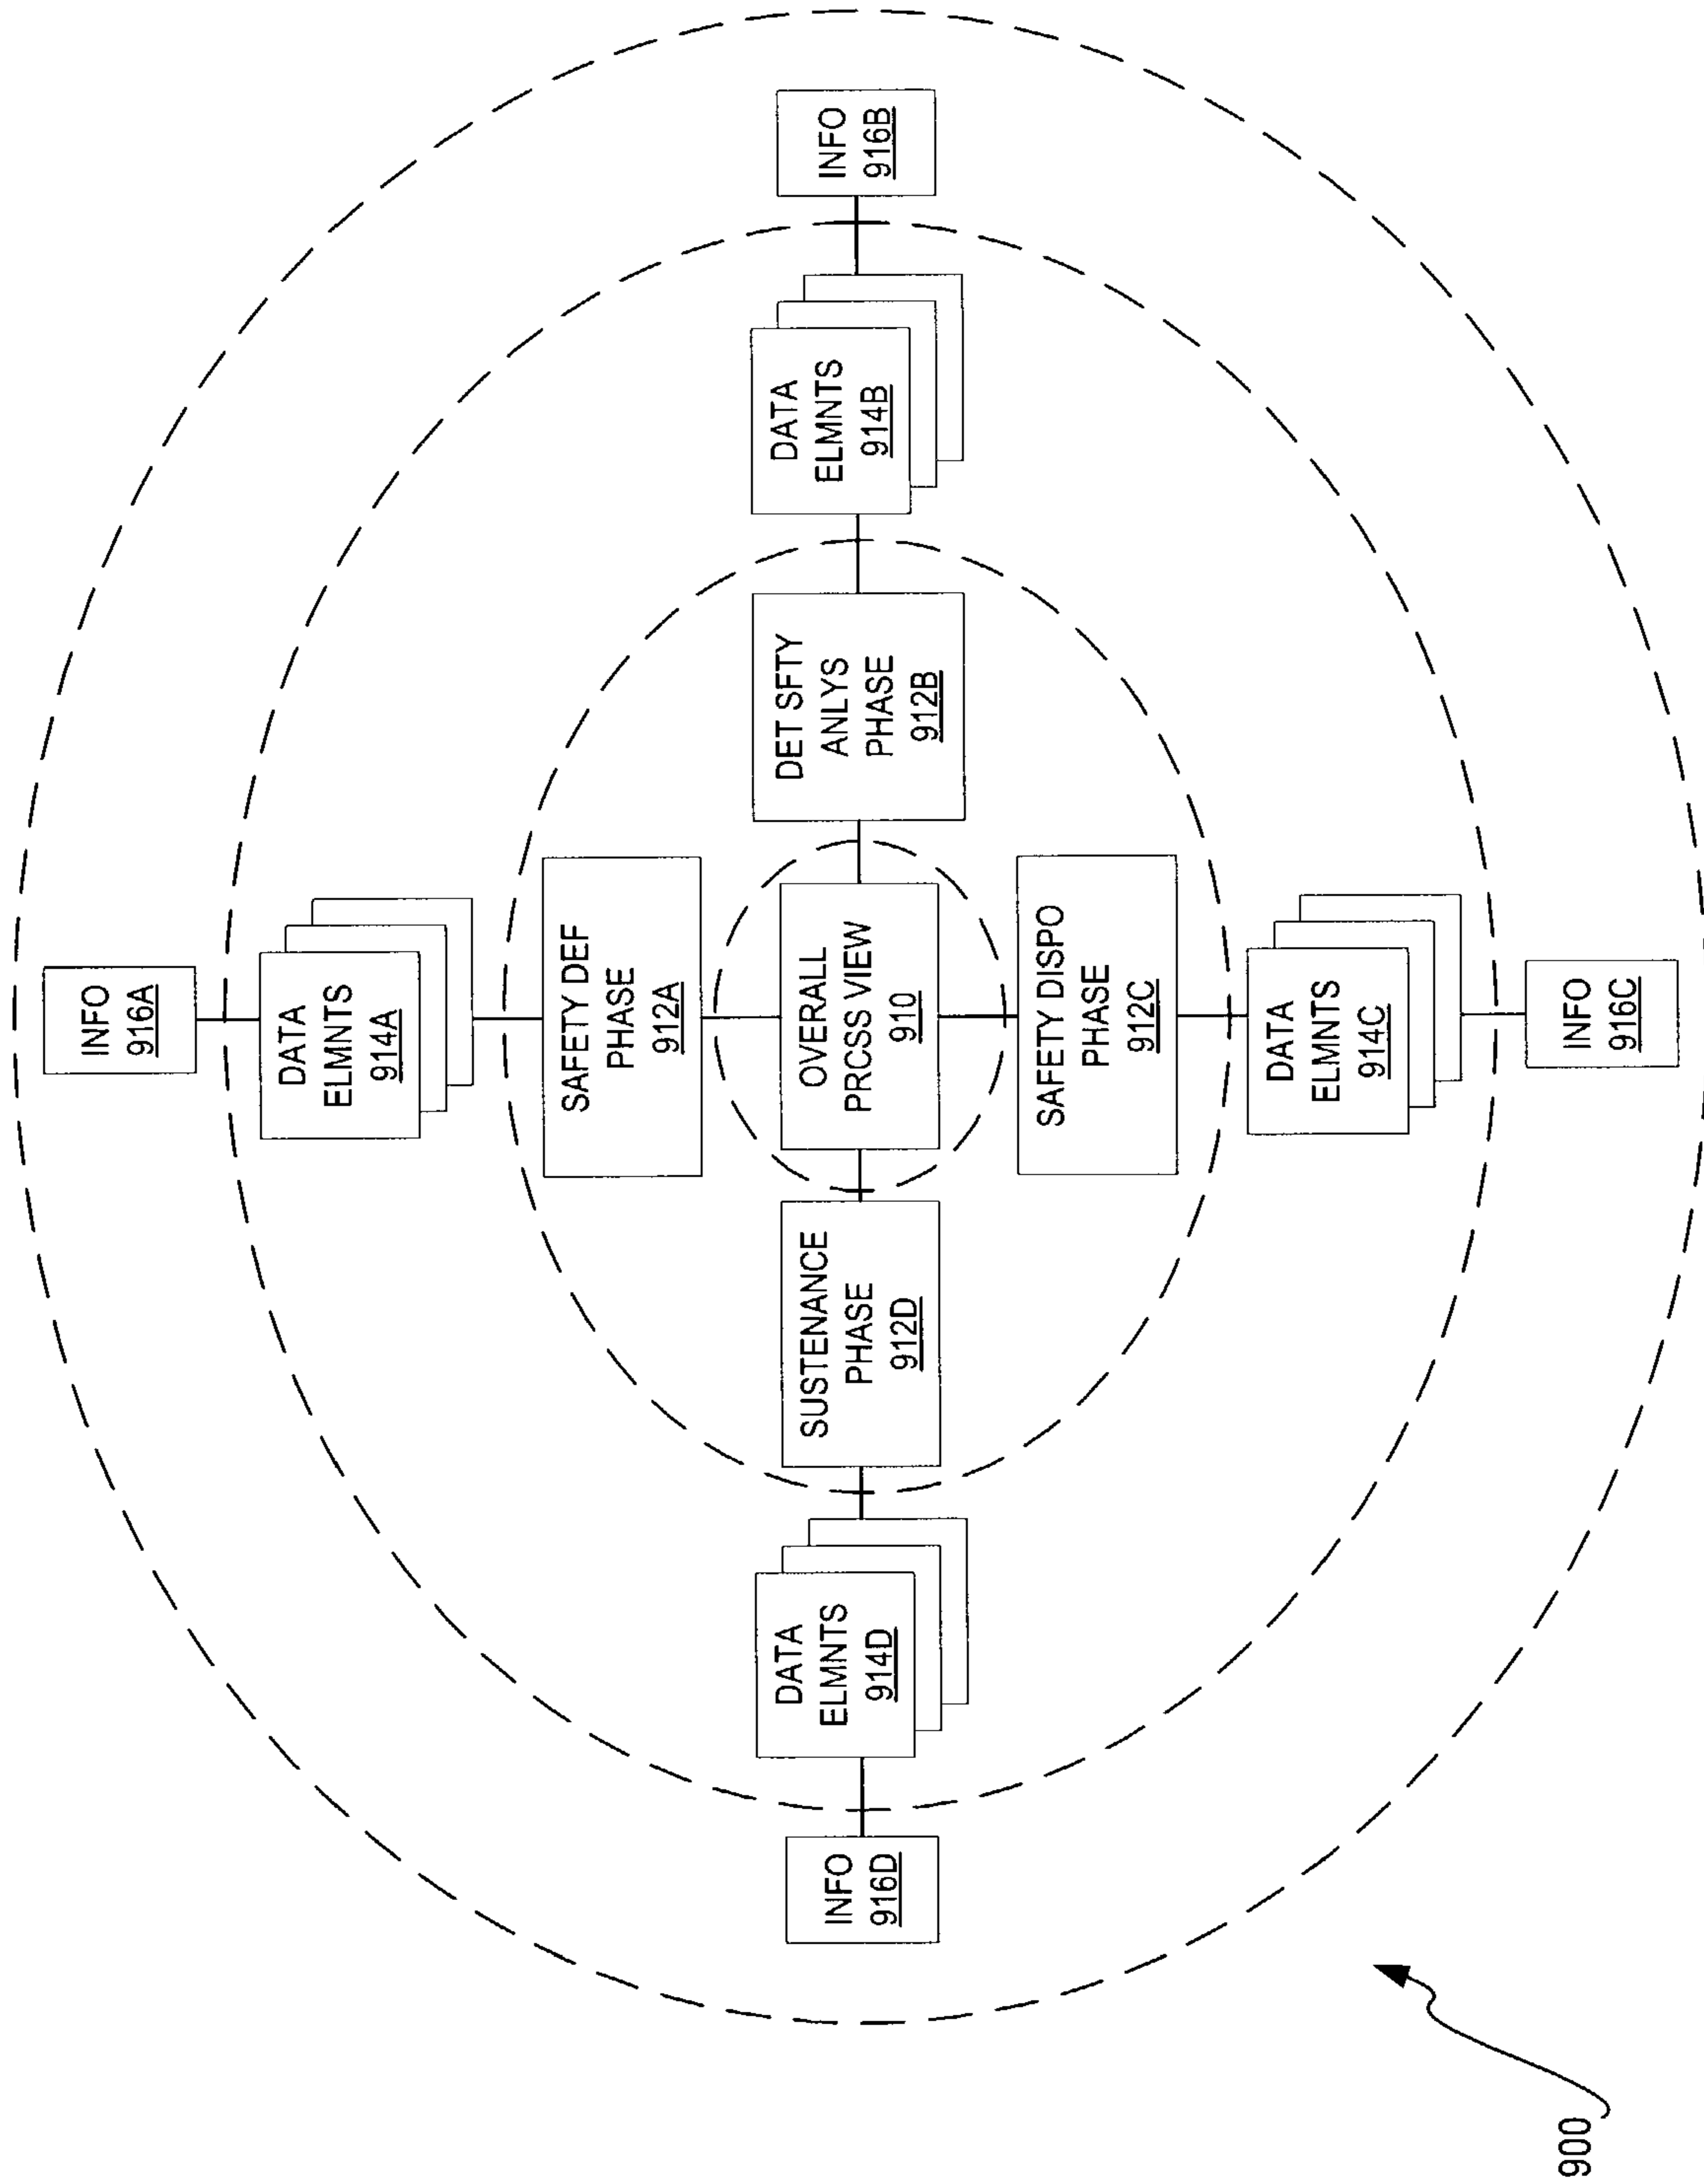 INFO
916A
DATA
ELMNTS
914A
SAFETY DEF
PHASE
912A
INFO
916D
DATA
ELMNTS
914D
SUSTENANCE
PHASE
912D
OVERALL
PRCSS VIEW
910
DET SFTY
ANLYS
PHASE
912B
DATA
ELMNTS
914B
INFO
916B
SAFETY DISPO
PHASE
912C
DATA
ELMNTS
914C
INFO
916C
900